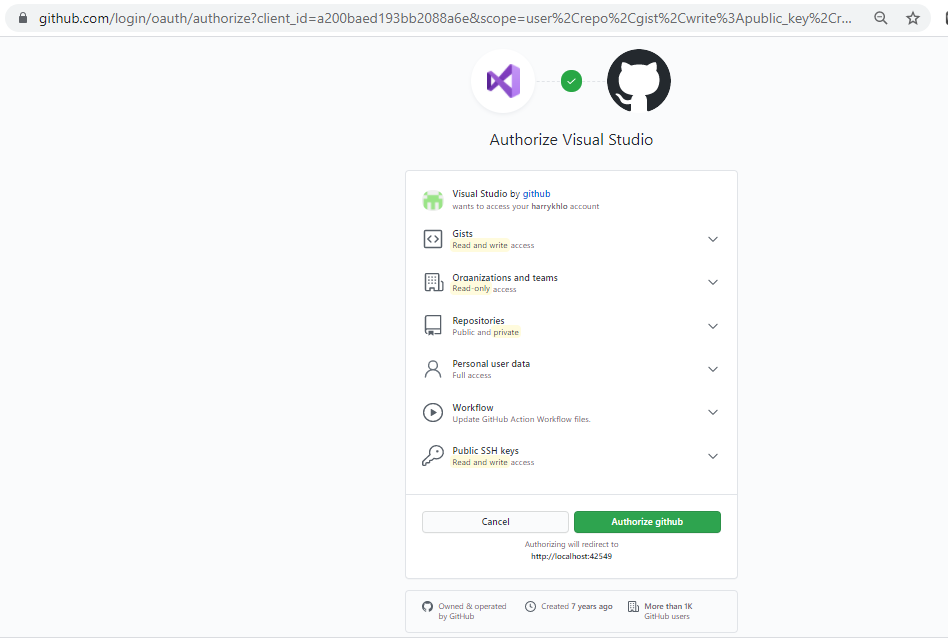 github.com/login/oauth/authorize?client_id=a200baed193bb2088a6e&scope=user%2Crepo%2Cgist%2Cwrite%3Apublic_key%2Cr...
Authorize Visual Studio
Visual Studio by github
wants to access your harrykhlo account
Gists
Read and write access
Organizations and teams
Read-only access
Repositories
Public and private
Personal user data
Full access
Workflow
Update GitHub Action Workflow files.
Public SSH keys
Read and write access
Cancel
Authorize github
Authorizing will redirect to
http://localhost:42549
Owned & operated
by GitHub
Created 7 years ago
More than 1K
GitHub users